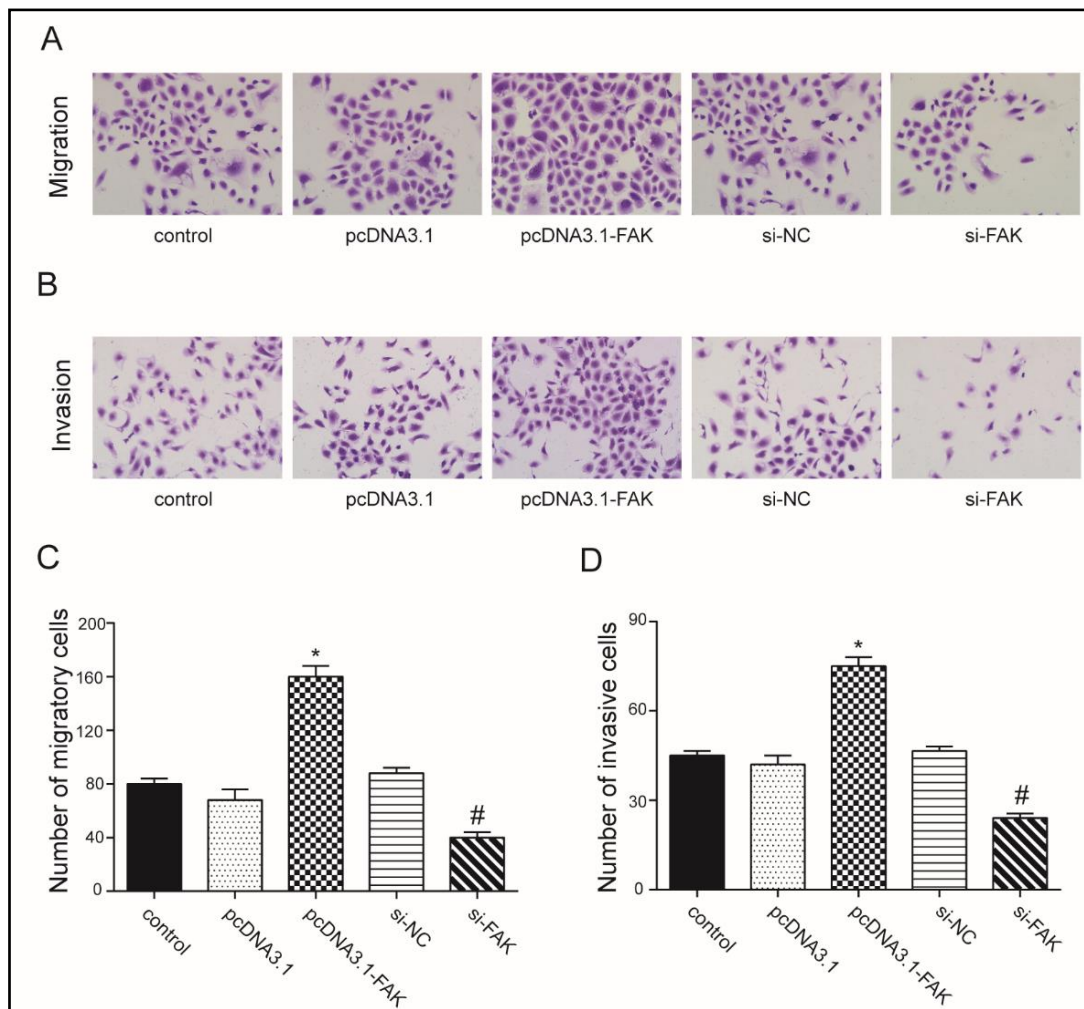 A
Migration
control pcDNA3.1 pcDNA3.1-FAK si-NC si-FAK
B
Invasion
control pcDNA3.1 pcDNA3.1-FAK si-NC si-FAK
C
Number of migratory cells
200
160
120
80
40
0
*
#
control
pcDNA3.1
pcDNA3.1-FAK
si-NC
si-FAK
D
Number of invasive cells
90
60
30
0
*
#
control
pcDNA3.1
pcDNA3.1-FAK
si-NC
si-FAK